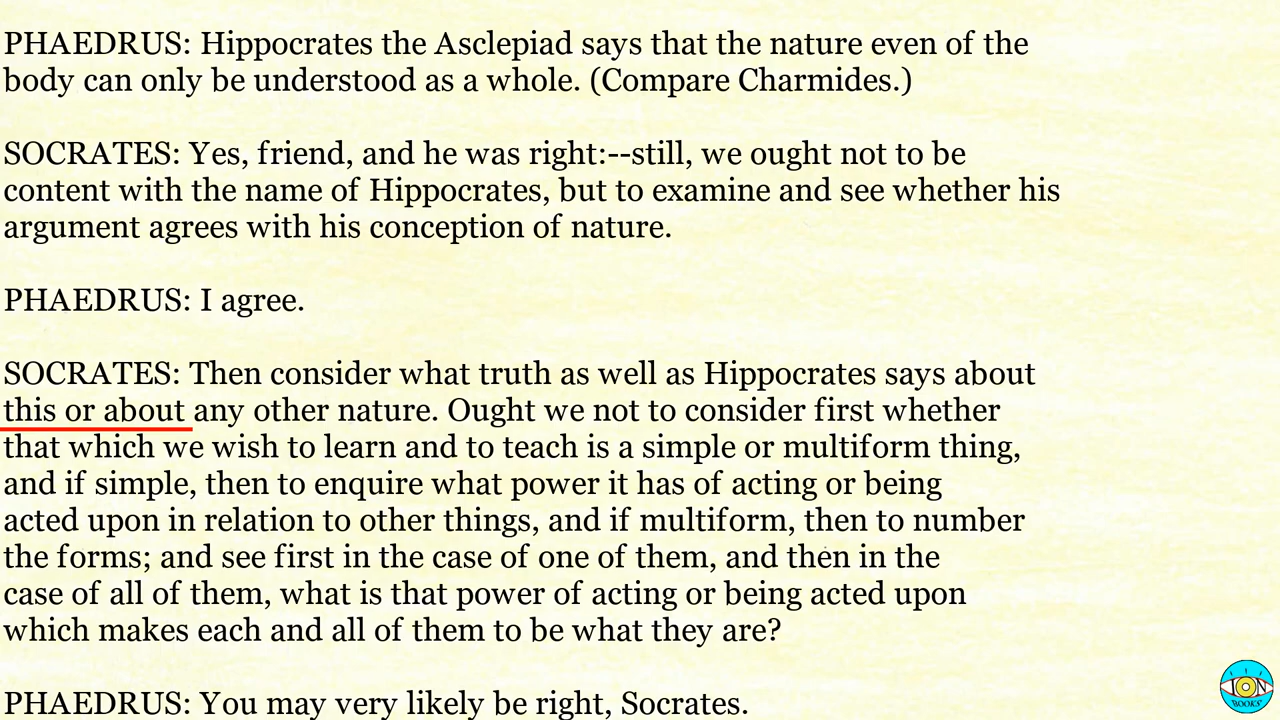 PHAEDRUS: Hippocrates the Asclepiad says that the nature even of the
body can only be understood as a whole. (Compare Charmides.)
SOCRATES: Yes, friend, and he was right:--still, we ought not to be
content with the name of Hippocrates, but to examine and see whether his
argument agrees with his conception of nature.
PHAEDRUS: I agree.
SOCRATES: Then consider what truth as well as Hippocrates says about
this or about any other nature. Ought we not to consider first whether
that which we wish to learn and to teach is a simple or multiform thing,
and if simple, then to enquire what power it has of acting or being
acted upon in relation to other things, and if multiform, then to number
the forms; and see first in the case of one of them, and then in the
case of all of them, what is that power of acting or being acted upon
which makes each and all of them to be what they are?
PHAEDRUS: You may very likely be right, Socrates.
ION
BOOKS